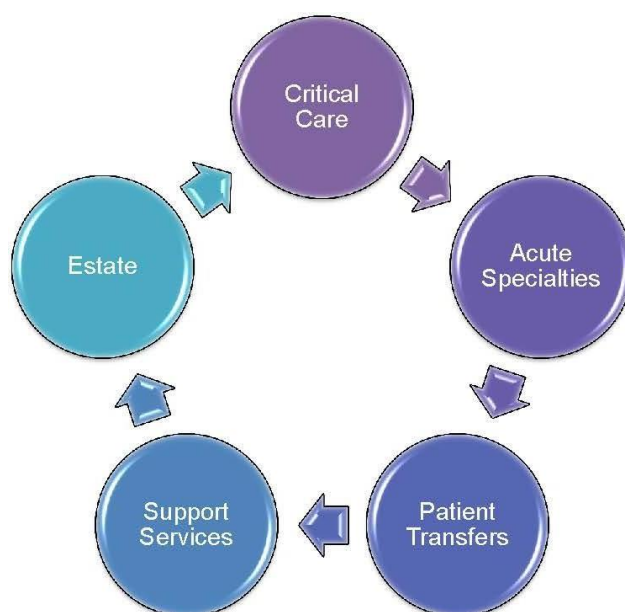 Critical
Care
Acute
Specialties
Patient
Transfers
Support
Services
Estate